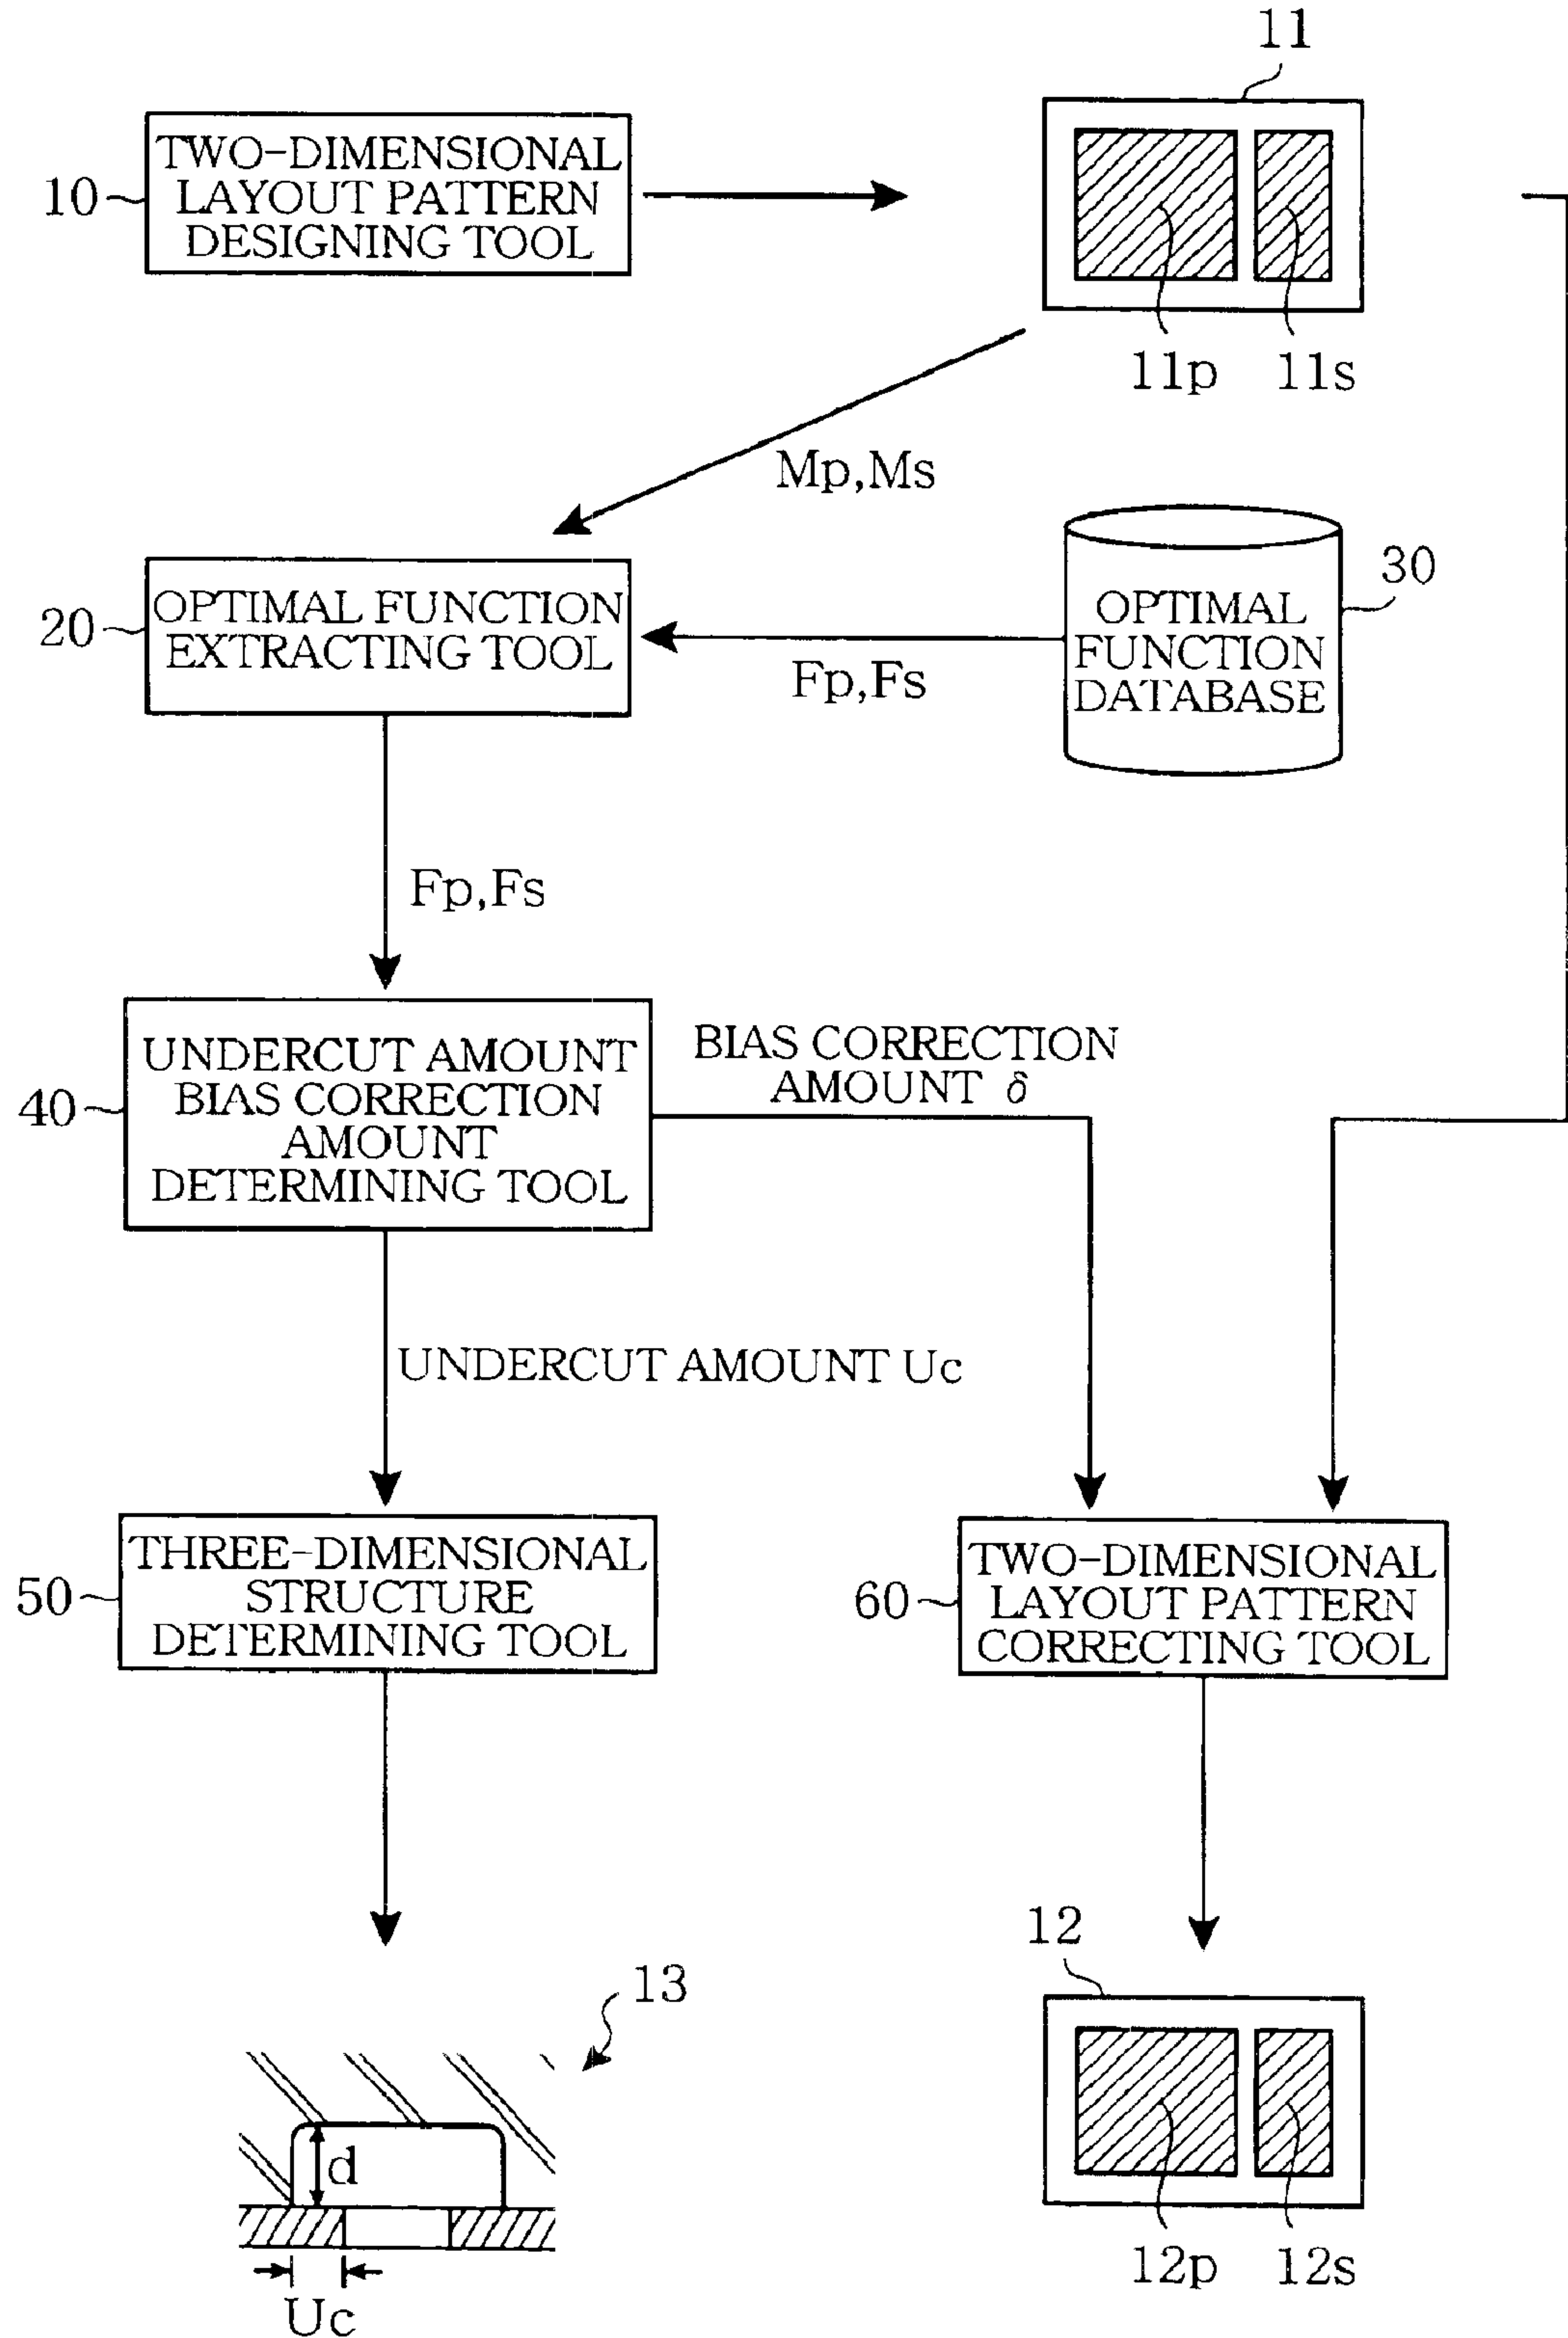 11
TWO-DIMENSIONAL
LAYOUT PATTERN
DESIGNING TOOL
10
11p
11s
Mp,Ms
OPTIMAL FUNCTION
EXTRACTING TOOL
20
30
OPTIMAL
FUNCTION
DATABASE
Fp,Fs
Fp,Fs
UNDERCUT AMOUNT
BIAS CORRECTION
AMOUNT
DETERMINING TOOL
40
BIAS CORRECTION
AMOUNT δ
UNDERCUT AMOUNT Uc
THREE-DIMENSIONAL
STRUCTURE
DETERMINING TOOL
50
TWO-DIMENSIONAL
LAYOUT PATTERN
CORRECTING TOOL
60
13
d
Uc
12
12p
12s